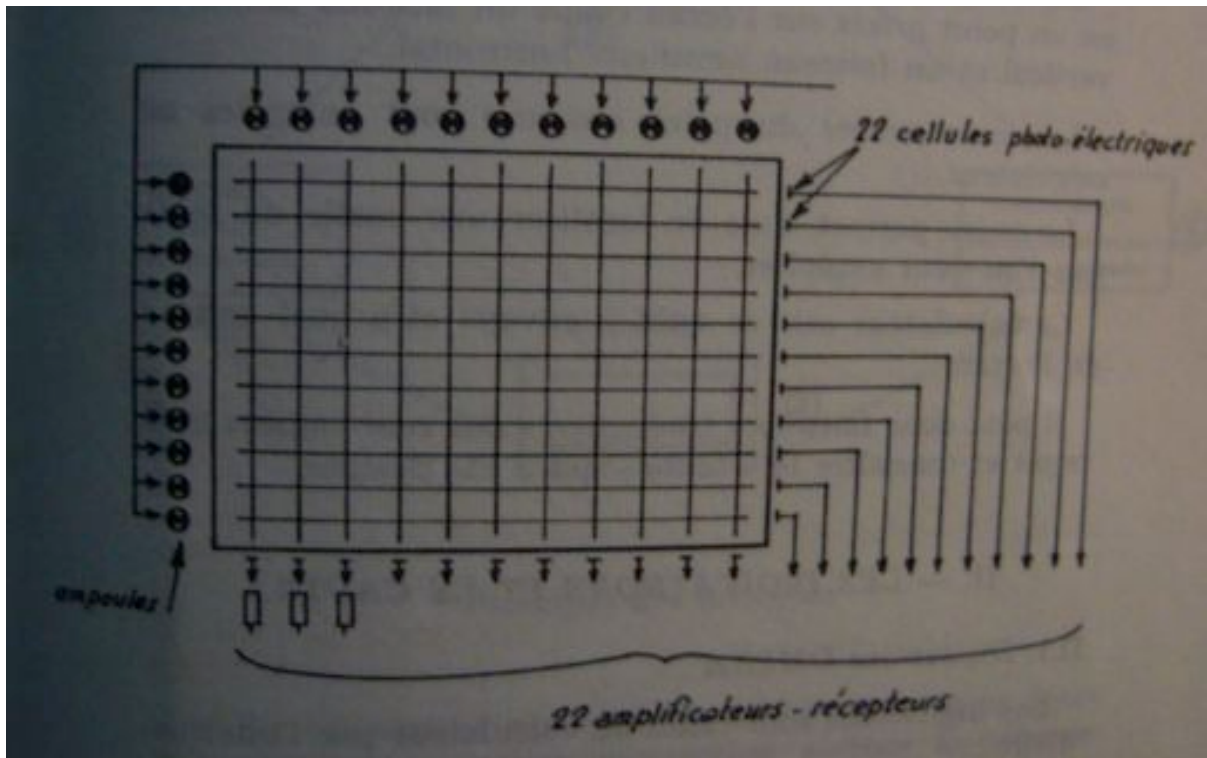 22 cellules photo-électriques
ampoules
22 amplificateurs - récepteurs